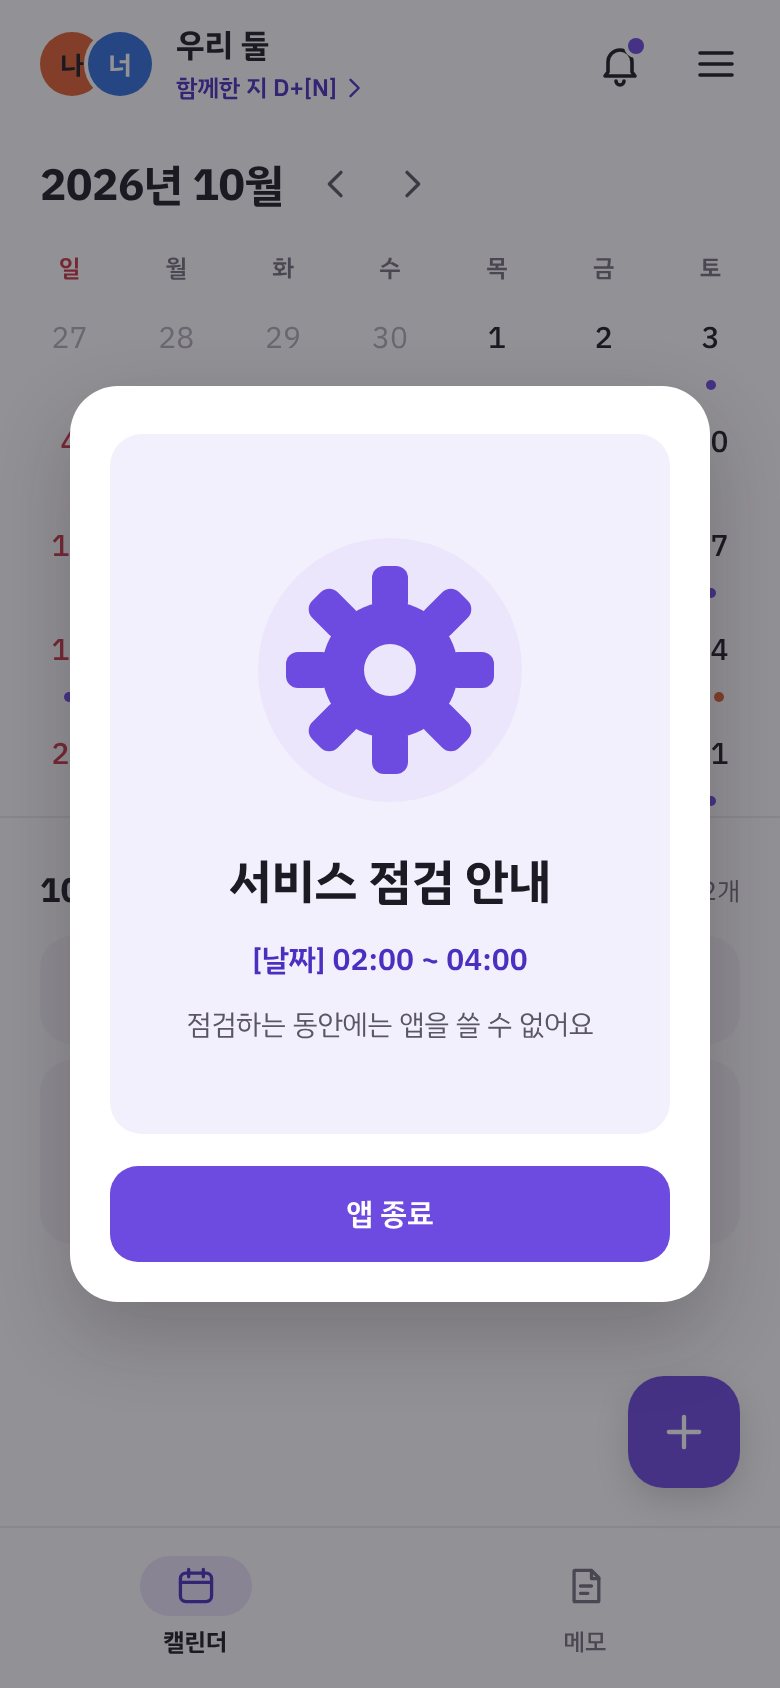 나 너 우리 둘
함께한 지 D+[N]
2026년 10월
일 월 화 수 목 금 토
27 28 29 30 1 2 3
서비스 점검 안내
[날짜] 02:00 ~ 04:00
점검하는 동안에는 앱을 쓸 수 없어요
앱 종료
캘린더 메모